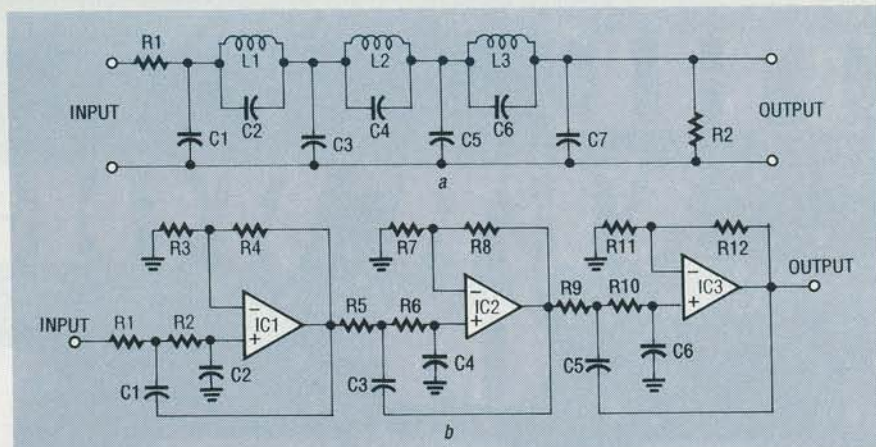 R1
L1
L2
L3
INPUT
OUTPUT
C2
C4
C6
R2
C1
C3
C5
C7
a
R3
R4
R7
R8
R11
R12
OUTPUT
INPUT
R1
R2
IC1
R5
R6
IC2
R9
R10
IC3
−
+
−
+
−
+
C1
C2
C3
C4
C5
C6
b